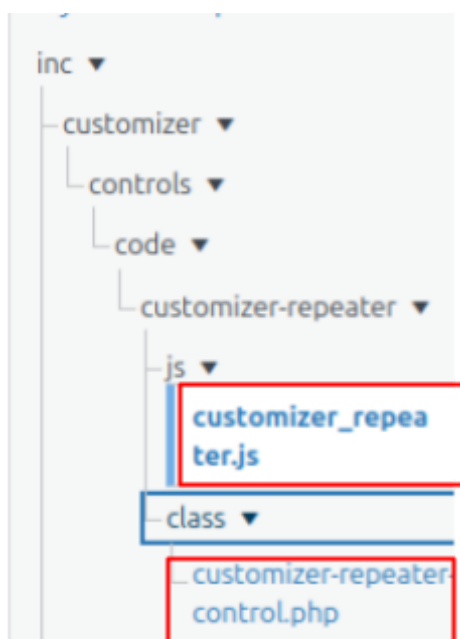 inc ▼
customizer ▼
controls ▼
code ▼
customizer-repeater ▼
js ▼
customizer_repea
ter.js
class ▼
customizer-repeater-
control.php